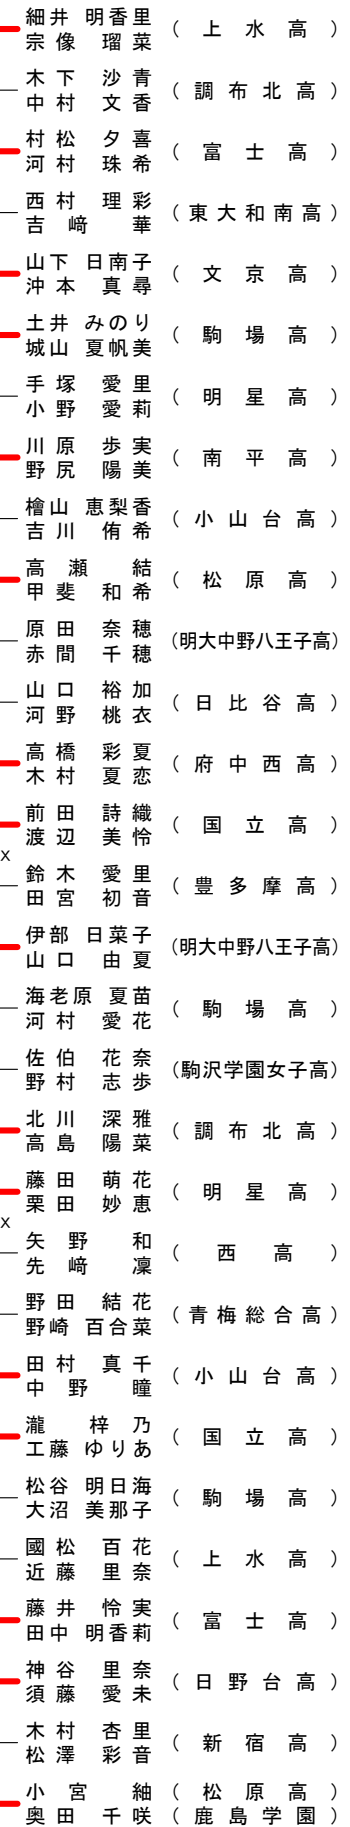 細井 明香里
宗像 瑠菜 (上水高)
木下 沙青
中村 文香 (調布北高)
村松 夕喜
河村 珠希 (富士高)
西村 理彩
吉﨑 華 (東大和南高)
山下 日南子
沖本 真尋 (文京高)
土井 みのり
城山 夏帆美 (駒場高)
手塚 愛里
小野 愛莉 (明星高)
川原 歩実
野尻 陽美 (南平高)
檜山 恵梨香
吉川 侑希 (小山台高)
高瀬 結
甲斐 和希 (松原高)
原田 奈穂
赤間 千穂 (明大中野八王子高)
山口 裕加
河野 桃衣 (日比谷高)
高橋 彩夏
木村 夏恋 (府中西高)
前田 詩織
渡辺 美怜 (国立高)
x
鈴木 愛里
田宮 初音 (豊多摩高)
伊部 日菜子
山口 由夏 (明大中野八王子高)
海老原 夏苗
河村 愛花 (駒場高)
佐伯 花奈
野村 志歩 (駒沢学園女子高)
北川 深雅
高島 陽菜 (調布北高)
藤田 萌花
栗田 妙恵 (明星高)
x
矢野 和
先﨑 凜 (西高)
野田 結花
野崎 百合菜 (青梅総合高)
田村 真千
中野 瞳 (小山台高)
瀧 梓乃
工藤 ゆりあ (国立高)
松谷 明日海
大沼 美那子 (駒場高)
國松 百花
近藤 里奈 (上水高)
藤井 怜実
田中 明香莉 (富士高)
神谷 里奈
須藤 愛未 (日野台高)
木村 杏里
松澤 彩音 (新宿高)
小宮 紬 (松原高)
奥田 千咲 (鹿島学園)